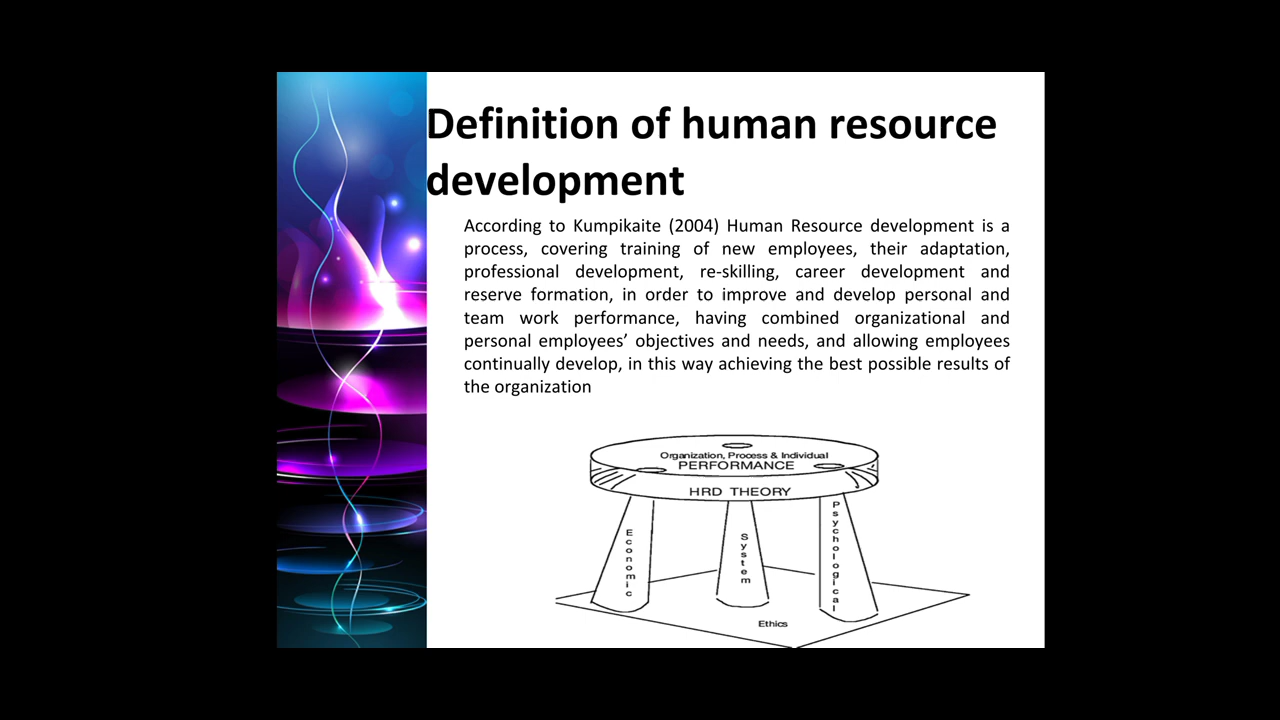 Definition of human resource
development
According to Kumpikaite (2004) Human Resource development is a
process, covering training of new employees, their adaptation,
professional development, re-skilling, career development and
reserve formation, in order to improve and develop personal and
team work performance, having combined organizational and
personal employees’ objectives and needs, and allowing employees
continually develop, in this way achieving the best possible results of
the organization
Organization, Process & Individual
PERFORMANCE
HRD THEORY
Economic
System
Psychological
Ethics